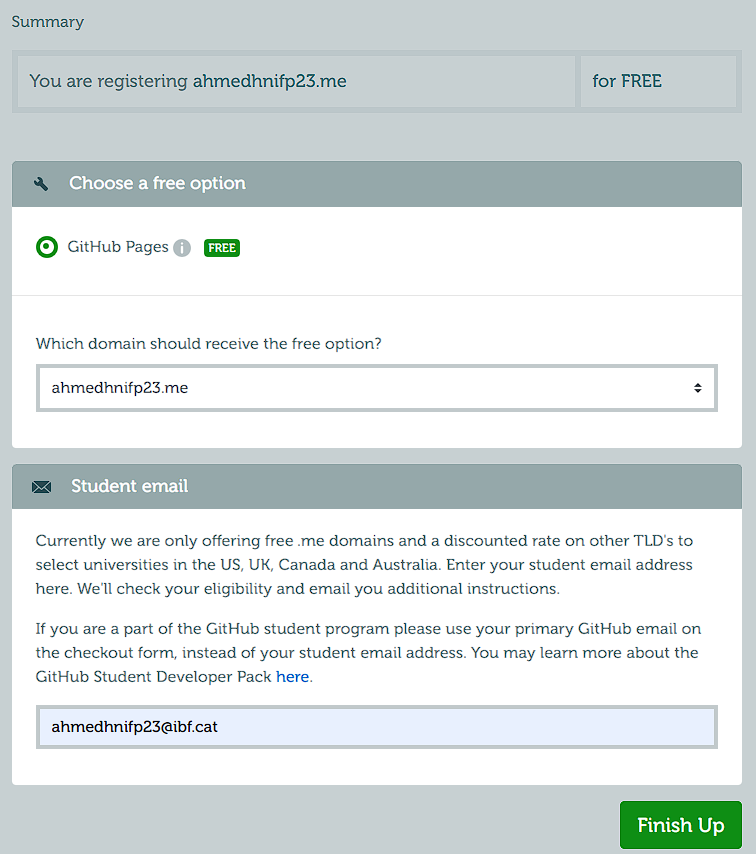 Summary
You are registering ahmedhnifp23.me for FREE
Choose a free option
GitHub Pages i FREE
Which domain should receive the free option?
ahmedhnifp23.me
Student email
Currently we are only offering free .me domains and a discounted rate on other TLD's to
select universities in the US, UK, Canada and Australia. Enter your student email address
here. We'll check your eligibility and email you additional instructions.
If you are a part of the GitHub student program please use your primary GitHub email on
the checkout form, instead of your student email address. You may learn more about the
GitHub Student Developer Pack here.
ahmedhnifp23@ibf.cat
Finish Up